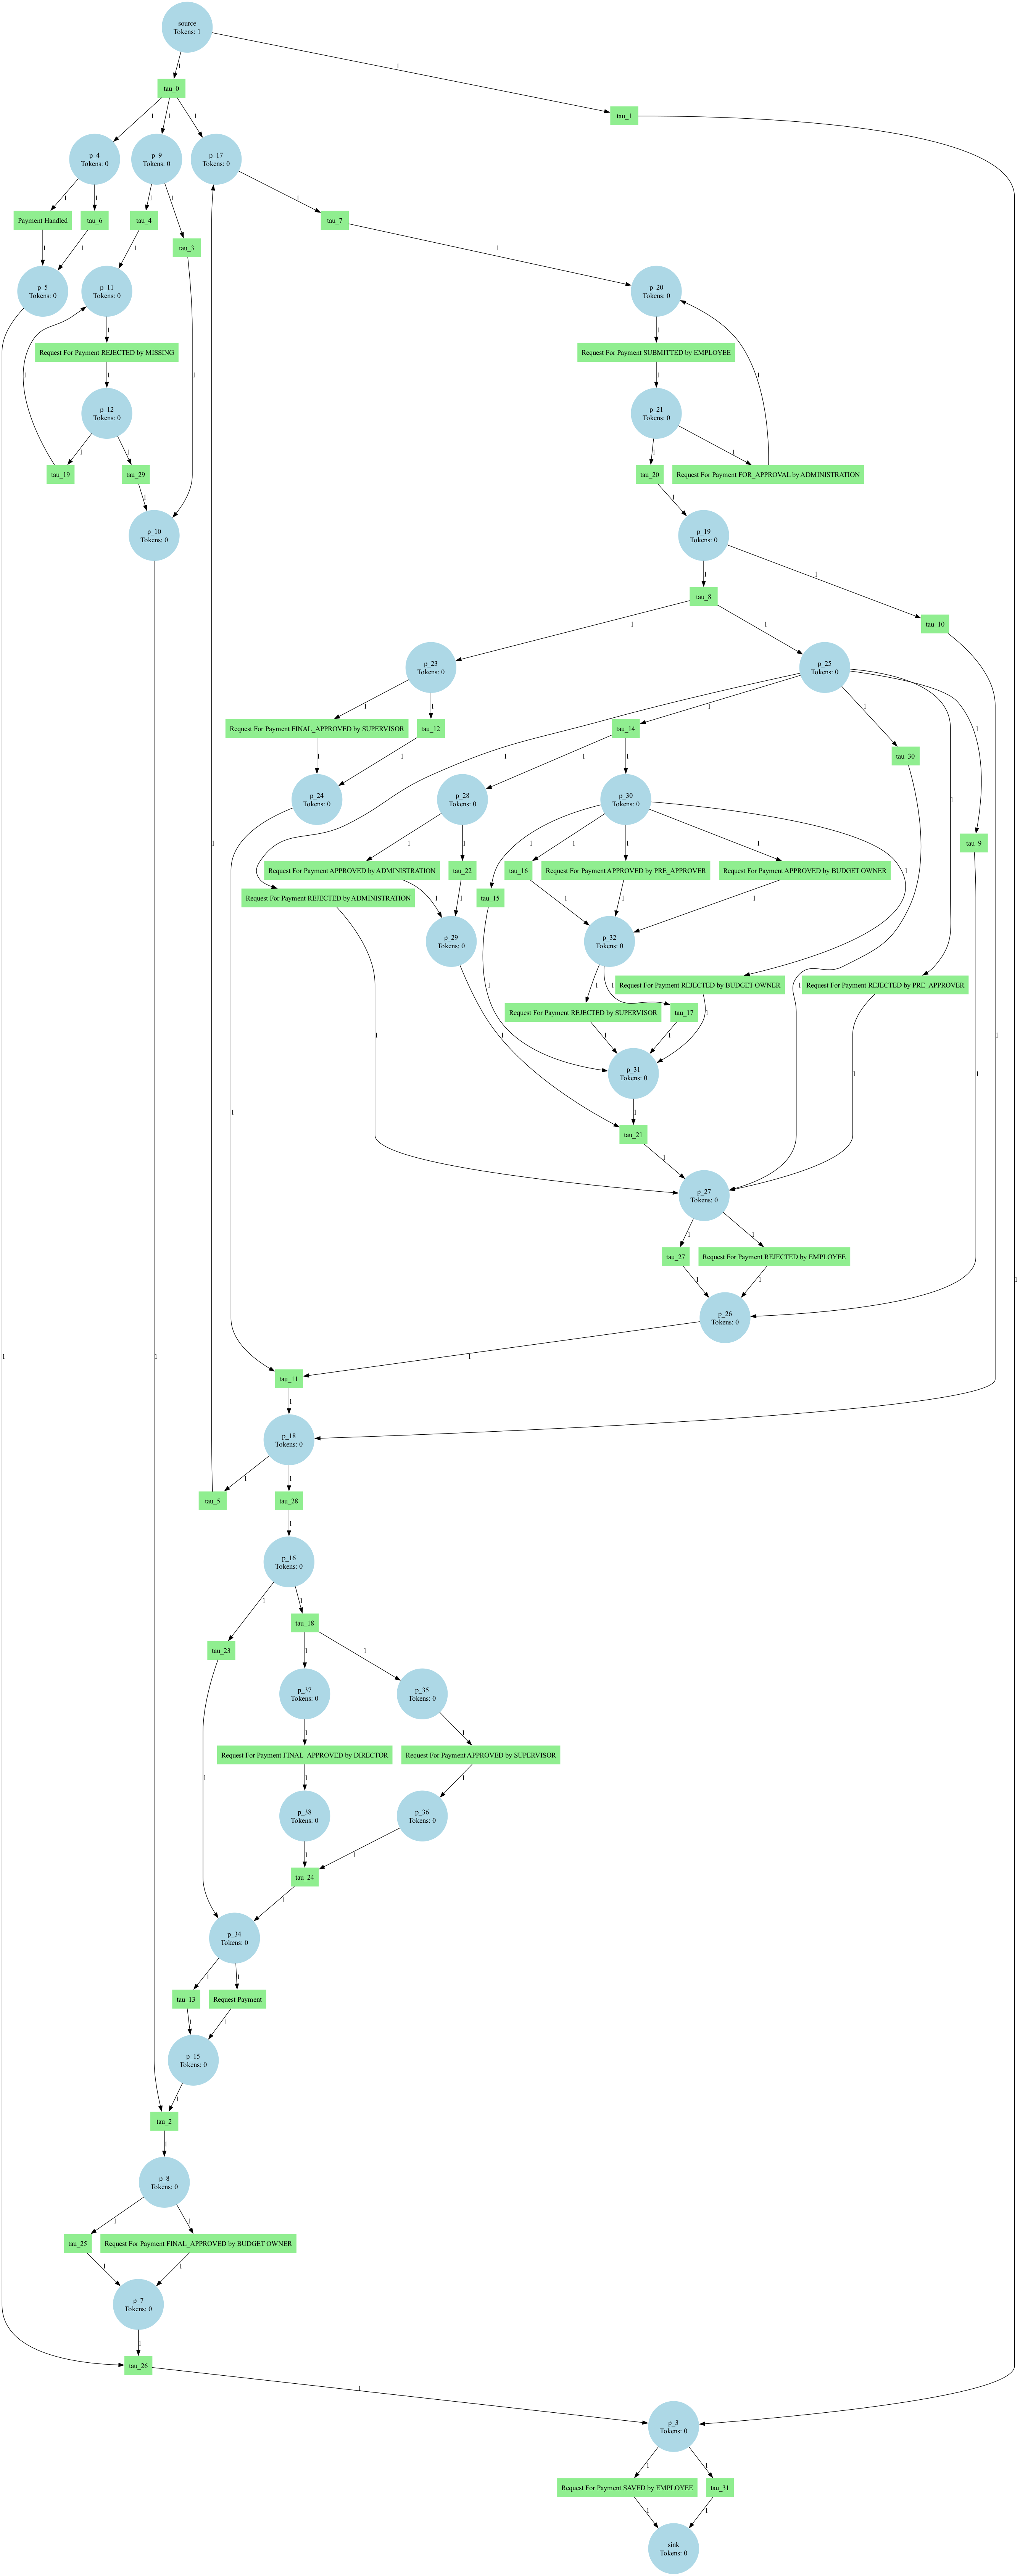 source
Tokens: 1
1
1
tau_0
tau_1
1
1
1
p_4
Tokens: 0
p_9
Tokens: 0
p_17
Tokens: 0
1
1
1
1
1
Payment Handled
tau_6
tau_4
tau_7
tau_3
1
1
1
1
p_5
Tokens: 0
p_11
Tokens: 0
p_20
Tokens: 0
1
1
Request For Payment REJECTED by MISSING
Request For Payment SUBMITTED by EMPLOYEE
1
1
1
1
1
p_12
Tokens: 0
p_21
Tokens: 0
1
1
1
1
tau_19
tau_29
tau_20
Request For Payment FOR_APPROVAL by ADMINISTRATION
1
1
p_10
Tokens: 0
p_19
Tokens: 0
1
1
tau_8
tau_10
1
1
p_23
Tokens: 0
p_25
Tokens: 0
1
1
1
1
1
Request For Payment FINAL_APPROVED by SUPERVISOR
tau_12
tau_14
tau_30
1
1
1
1
1
1
p_24
Tokens: 0
p_28
Tokens: 0
p_30
Tokens: 0
tau_9
1
1
1
1
1
1
1
1
Request For Payment APPROVED by ADMINISTRATION
tau_22
tau_16
Request For Payment APPROVED by PRE_APPROVER
Request For Payment APPROVED by BUDGET OWNER
Request For Payment REJECTED by ADMINISTRATION
tau_15
1
1
1
1
1
p_29
Tokens: 0
p_32
Tokens: 0
1
1
1
1
Request For Payment REJECTED by BUDGET OWNER
Request For Payment REJECTED by PRE_APPROVER
Request For Payment REJECTED by SUPERVISOR
tau_17
1
1
1
1
1
1
1
1
1
p_31
Tokens: 0
1
1
tau_21
1
p_27
Tokens: 0
1
1
tau_27
Request For Payment REJECTED by EMPLOYEE
1
1
1
p_26
Tokens: 0
1
1
1
tau_11
1
p_18
Tokens: 0
1
1
tau_5
tau_28
1
p_16
Tokens: 0
1
1
tau_18
tau_23
1
1
p_37
Tokens: 0
p_35
Tokens: 0
1
1
Request For Payment FINAL_APPROVED by DIRECTOR
Request For Payment APPROVED by SUPERVISOR
1
1
1
p_38
Tokens: 0
p_36
Tokens: 0
1
1
tau_24
1
p_34
Tokens: 0
1
1
tau_13
Request Payment
1
1
p_15
Tokens: 0
1
tau_2
1
p_8
Tokens: 0
1
1
tau_25
Request For Payment FINAL_APPROVED by BUDGET OWNER
1
1
p_7
Tokens: 0
1
tau_26
1
p_3
Tokens: 0
1
1
Request For Payment SAVED by EMPLOYEE
tau_31
1
1
sink
Tokens: 0